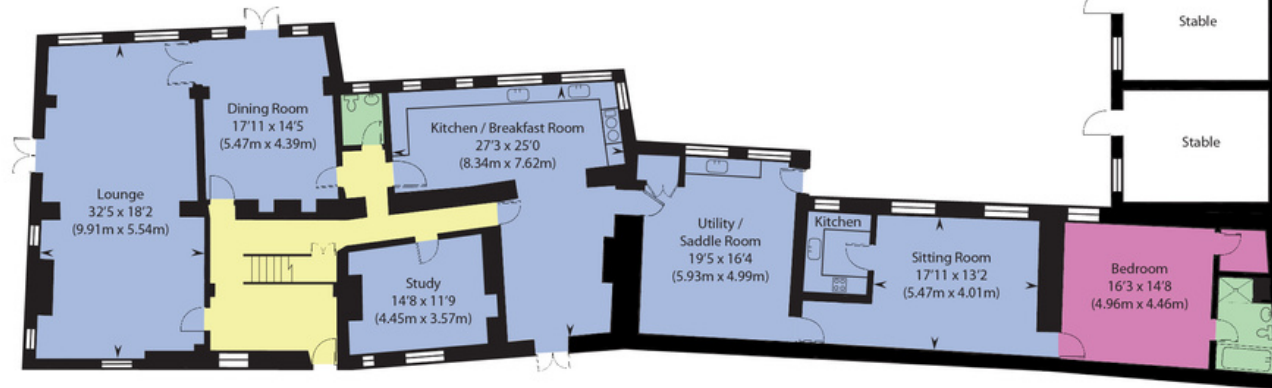 Stable
Stable
Dining Room
17'11 x 14'5
(5.47m x 4.39m)
Kitchen / Breakfast Room
27'3 x 25'0
(8.34m x 7.62m)
Lounge
32'5 x 18'2
(9.91m x 5.54m)
Utility /
Saddle Room
19'5 x 16'4
(5.93m x 4.99m)
Kitchen
Sitting Room
17'11 x 13'2
(5.47m x 4.01m)
Bedroom
16'3 x 14'8
(4.96m x 4.46m)
Study
14'8 x 11'9
(4.45m x 3.57m)